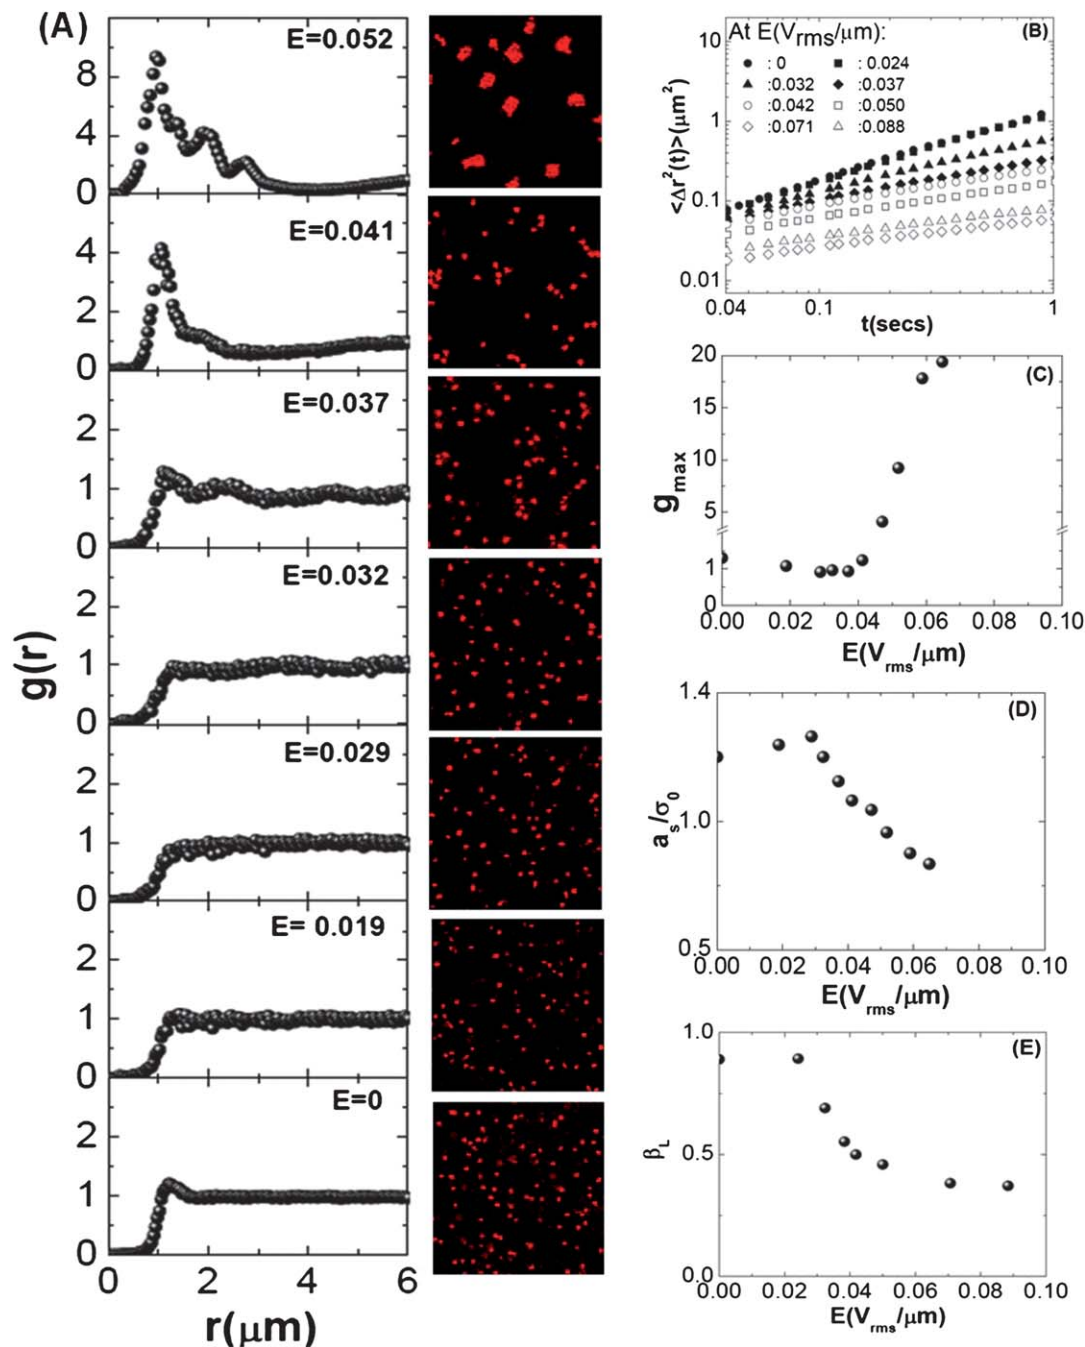 (A)
E=0.052
8
4
0
E=0.041
4
2
0
E=0.037
2
1
0
E=0.032
2
1
0
E=0.029
2
1
0
E= 0.019
2
1
0
E=0
2
1
0
0 2 4 6
r(μm)
g(r)
(B)
At E(Vrms/μm):
: 0 : 0.024
:0.032 :0.037
:0.042 :0.050
:0.071 :0.088
10
1
0.1
0.01
<Δr²(t)>(μm²)
0.04 0.1 1
t(secs)
(C)
20
15
10
5
1
0
gmax
0.00 0.02 0.04 0.06 0.08 0.10
E(Vrms/μm)
(D)
1.4
1.0
0.5
as/σ0
0.00 0.02 0.04 0.06 0.08 0.10
E(Vrms/μm)
(E)
1.0
0.5
0.0
βL
0.00 0.02 0.04 0.06 0.08 0.10
E(Vrms/μm)